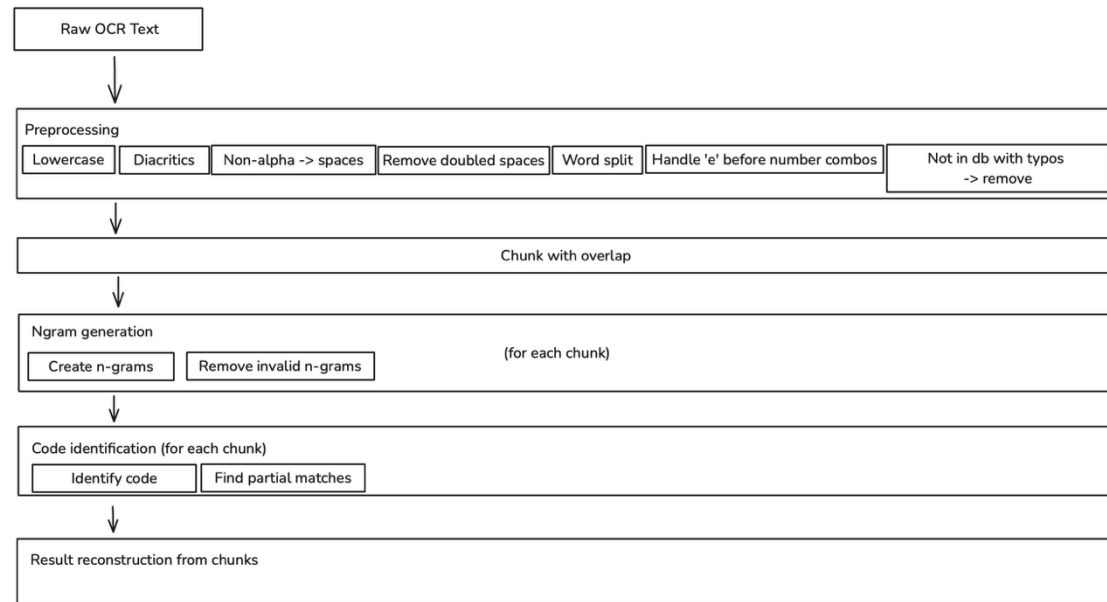 Raw OCR Text
Preprocessing
Lowercase
Diacritics
Non-alpha -> spaces
Remove doubled spaces
Word split
Handle 'e' before number combos
Not in db with typos
-> remove
Chunk with overlap
Ngram generation
(for each chunk)
Create n-grams
Remove invalid n-grams
Code identification (for each chunk)
Identify code
Find partial matches
Result reconstruction from chunks